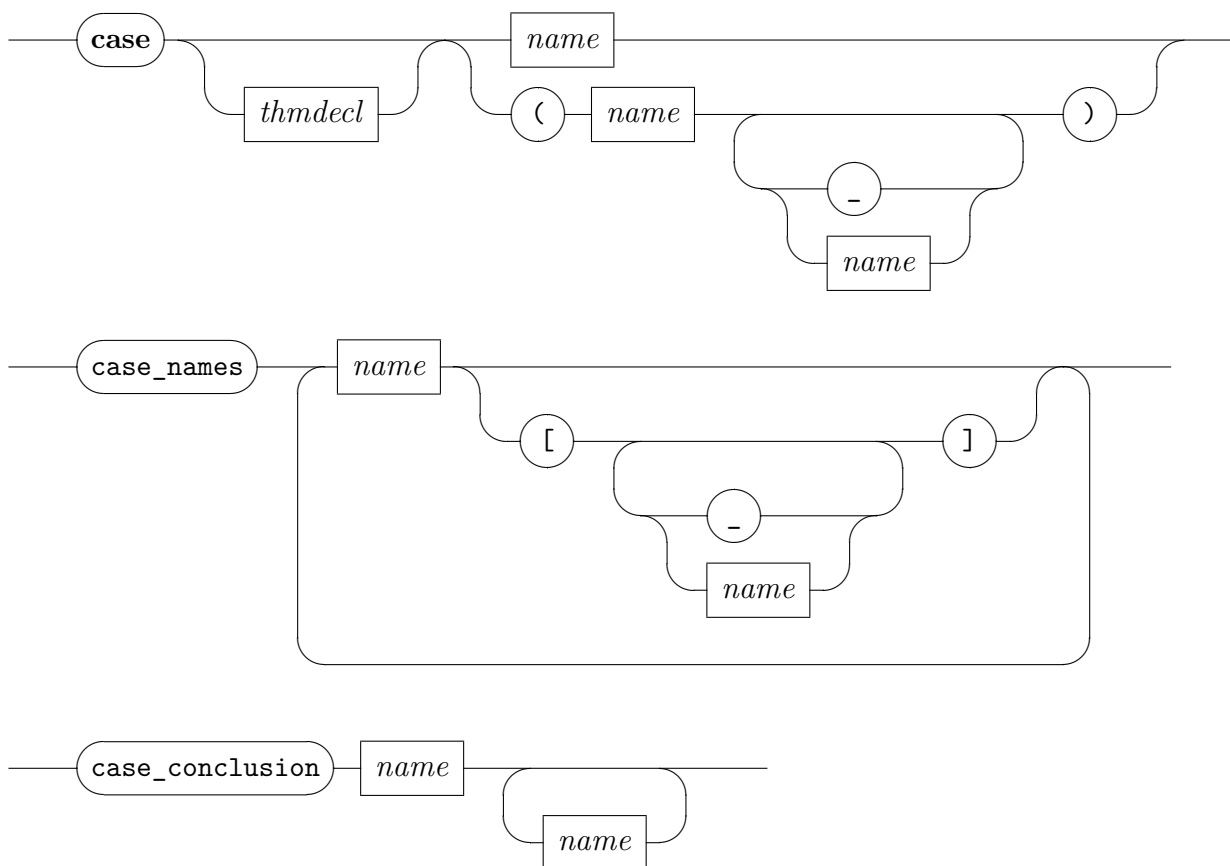 case name
thmdecl ( name )
_
name
case_names name
[ ]
_
name
case_conclusion name
name